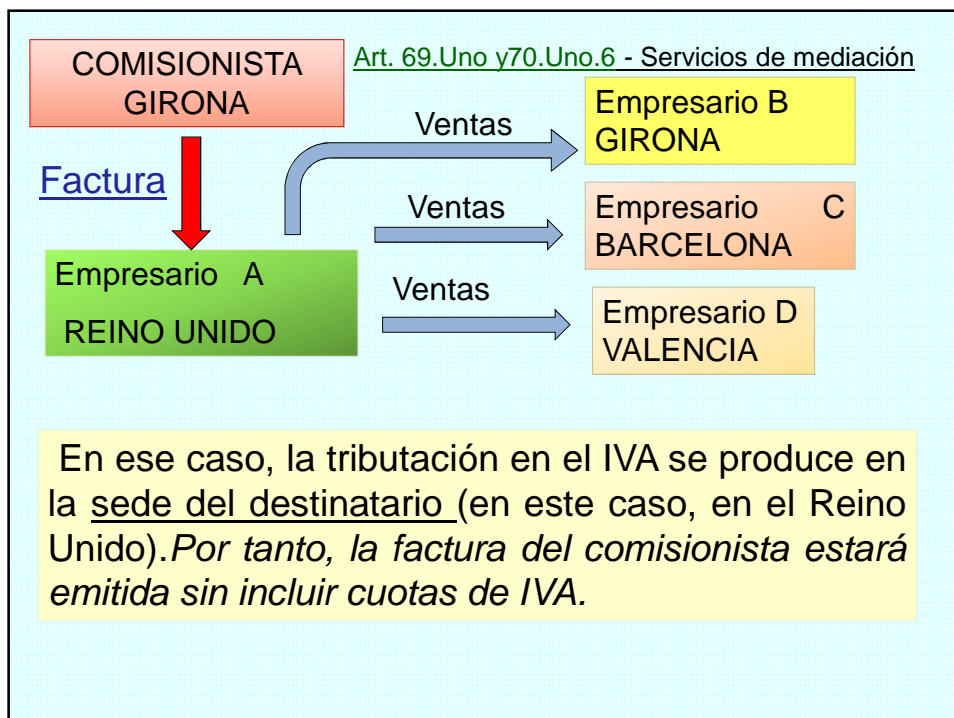 COMISIONISTA
GIRONA
Art. 69.Uno y70.Uno.6 - Servicios de mediación
Empresario B
GIRONA
Ventas
Factura
Ventas
Empresario C
BARCELONA
Empresario A
REINO UNIDO
Ventas
Empresario D
VALENCIA
En ese caso, la tributación en el IVA se produce en
la sede del destinatario (en este caso, en el Reino
Unido).Por tanto, la factura del comisionista estará
emitida sin incluir cuotas de IVA.